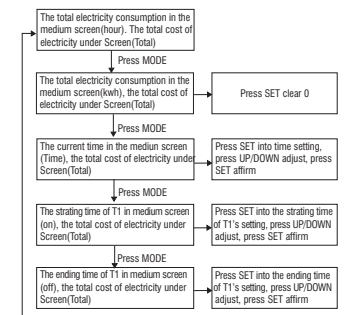 The total electricity consumption in the
medium screen(hour). The total cost of
electricity under Screen(Total)
Press MODE
The total electricity consumption in the
medium screen(kwh), the total cost of
electricity under Screen(Total)
Press SET clear 0
Press MODE
The current time in the mediun screen
(Time), the total cost of electricity under
Screen(Total)
Press SET into time setting,
press UP/DOWN adjust, press
SET affirm
Press MODE
The strating time of T1 in medium screen
(on), the total cost of electricity under
Screen(Total)
Press SET into the strating time
of T1's setting, press UP/DOWN
adjust, press SET affirm
Press MODE
The ending time of T1 in medium screen
(off), the total cost of electricity under
Screen(Total)
Press SET into the ending time
of T1's setting, press UP/DOWN
adjust, press SET affirm